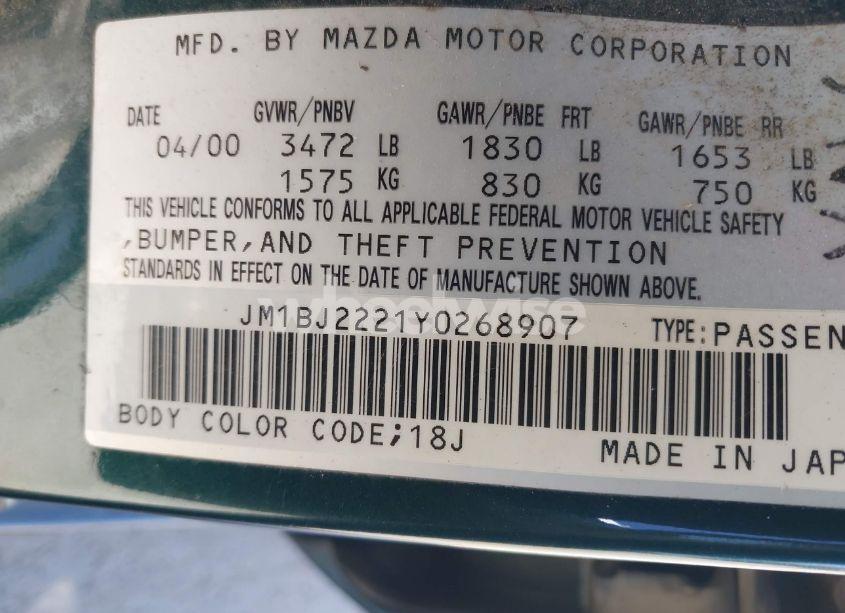 MFD. BY MAZDA MOTOR CORPORATION
DATE GVWR/PNBV GAWR/PNBE FRT GAWR/PNBE RR
04/00 3472 LB 1830 LB 1653 LB
1575 KG 830 KG 750 KG
THIS VEHICLE CONFORMS TO ALL APPLICABLE FEDERAL MOTOR VEHICLE SAFETY
,BUMPER,AND THEFT PREVENTION
STANDARDS IN EFFECT ON THE DATE OF MANUFACTURE SHOWN ABOVE.
wheelwise
JM1BJ2221Y0268907 TYPE:PASSEN
BODY COLOR CODE;18J
MADE IN JAP